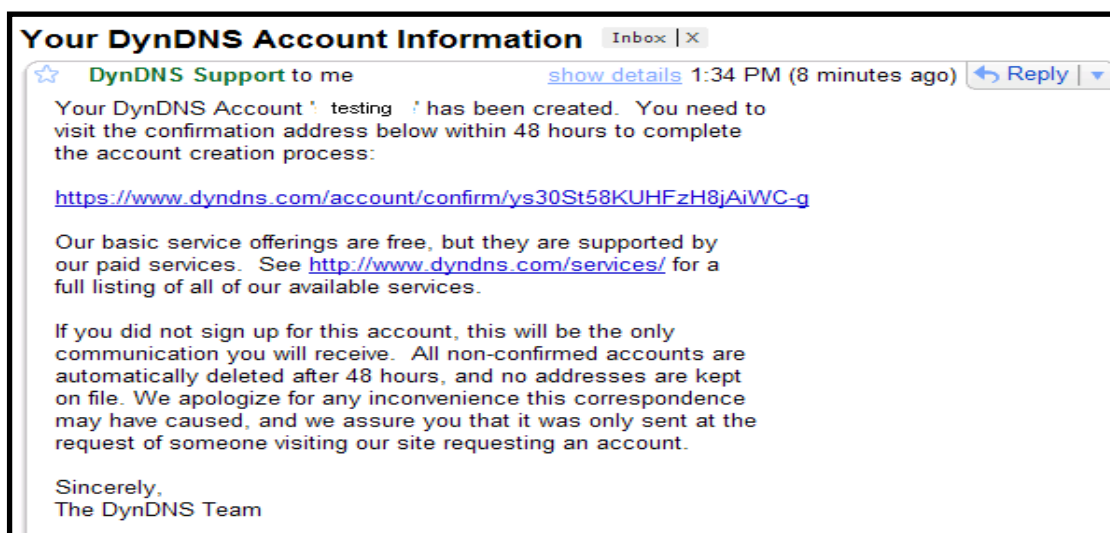 Your DynDNS Account Information Inbox | X
DynDNS Support to me show details 1:34 PM (8 minutes ago) Reply
Your DynDNS Account ' testing ' has been created. You need to
visit the confirmation address below within 48 hours to complete
the account creation process:
https://www.dyndns.com/account/confirm/ys30St58KUHFzH8jAiWC-g
Our basic service offerings are free, but they are supported by
our paid services. See http://www.dyndns.com/services/ for a
full listing of all of our available services.
If you did not sign up for this account, this will be the only
communication you will receive. All non-confirmed accounts are
automatically deleted after 48 hours, and no addresses are kept
on file. We apologize for any inconvenience this correspondence
may have caused, and we assure you that it was only sent at the
request of someone visiting our site requesting an account.
Sincerely,
The DynDNS Team